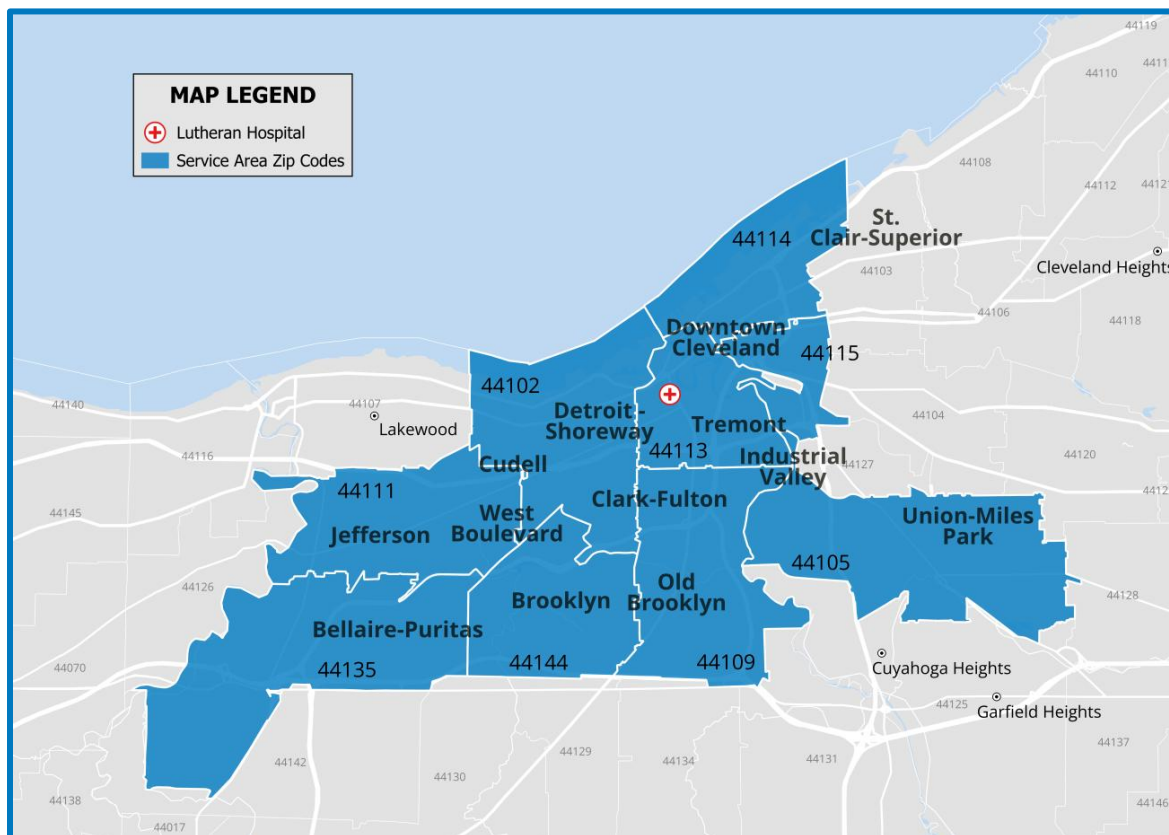 MAP LEGEND
Lutheran Hospital
Service Area Zip Codes
44119
44110
44108
44112
St.
Clair-Superior
44114
44103
Cleveland Heights
44106
44118
Downtown
Cleveland
44115
44102
44107
Lakewood
44140
Detroit -
Shoreway
Tremont
44104
44113
44116
Cudell
Industrial
Valley
44127
44120
44111
Clark-Fulton
44145
West
Boulevard
Jefferson
Union-Miles
Park
44105
44126
Old
Brooklyn
Brooklyn
44128
Bellaire-Puritas
44135
44144
44109
44070
Cuyahoga Heights
44125
Garfield Heights
44142
44129
44134
44131
44137
44130
44138
44017
44146